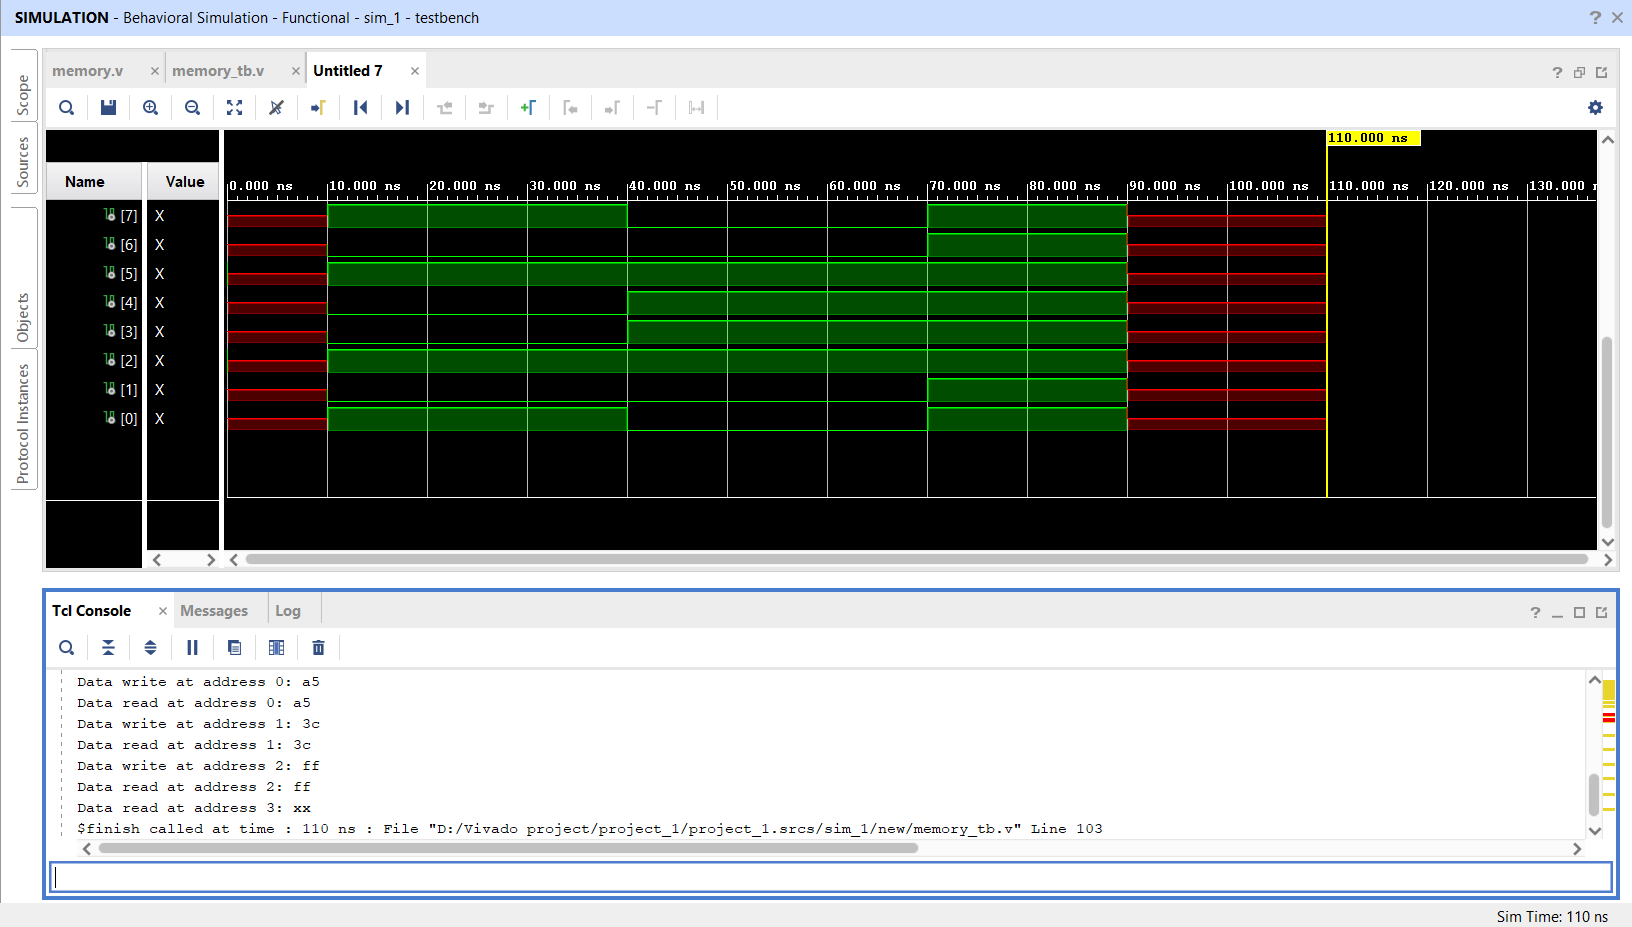 SIMULATION - Behavioral Simulation - Functional - sim_1 - testbench
Scope
Sources
Objects
Protocol Instances
memory.v
memory_tb.v
Untitled 7
Name
Value
110.000 ns
0.000 ns 10.000 ns 20.000 ns 30.000 ns 40.000 ns 50.000 ns 60.000 ns 70.000 ns 80.000 ns 90.000 ns 100.000 ns 110.000 ns 120.000 ns 130.000 n
[7] X
[6] X
[5] X
[4] X
[3] X
[2] X
[1] X
[0] X
Tcl Console
Messages
Log
Data write at address 0: a5
Data read at address 0: a5
Data write at address 1: 3c
Data read at address 1: 3c
Data write at address 2: ff
Data read at address 2: ff
Data read at address 3: xx
$finish called at time : 110 ns : File "D:/Vivado project/project_1/project_1.srcs/sim_1/new/memory_tb.v" Line 103
Sim Time: 110 ns